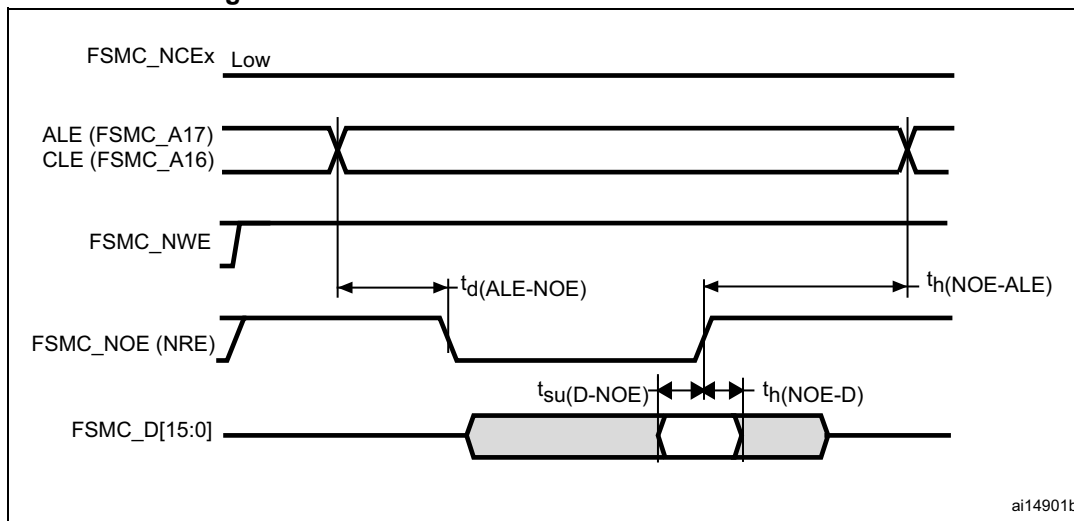 FSMC_NCEx Low
ALE (FSMC_A17)
CLE (FSMC_A16)
FSMC_NWE
td(ALE-NOE)
th(NOE-ALE)
FSMC_NOE (NRE)
tsu(D-NOE)
th(NOE-D)
FSMC_D[15:0]
ai14901b